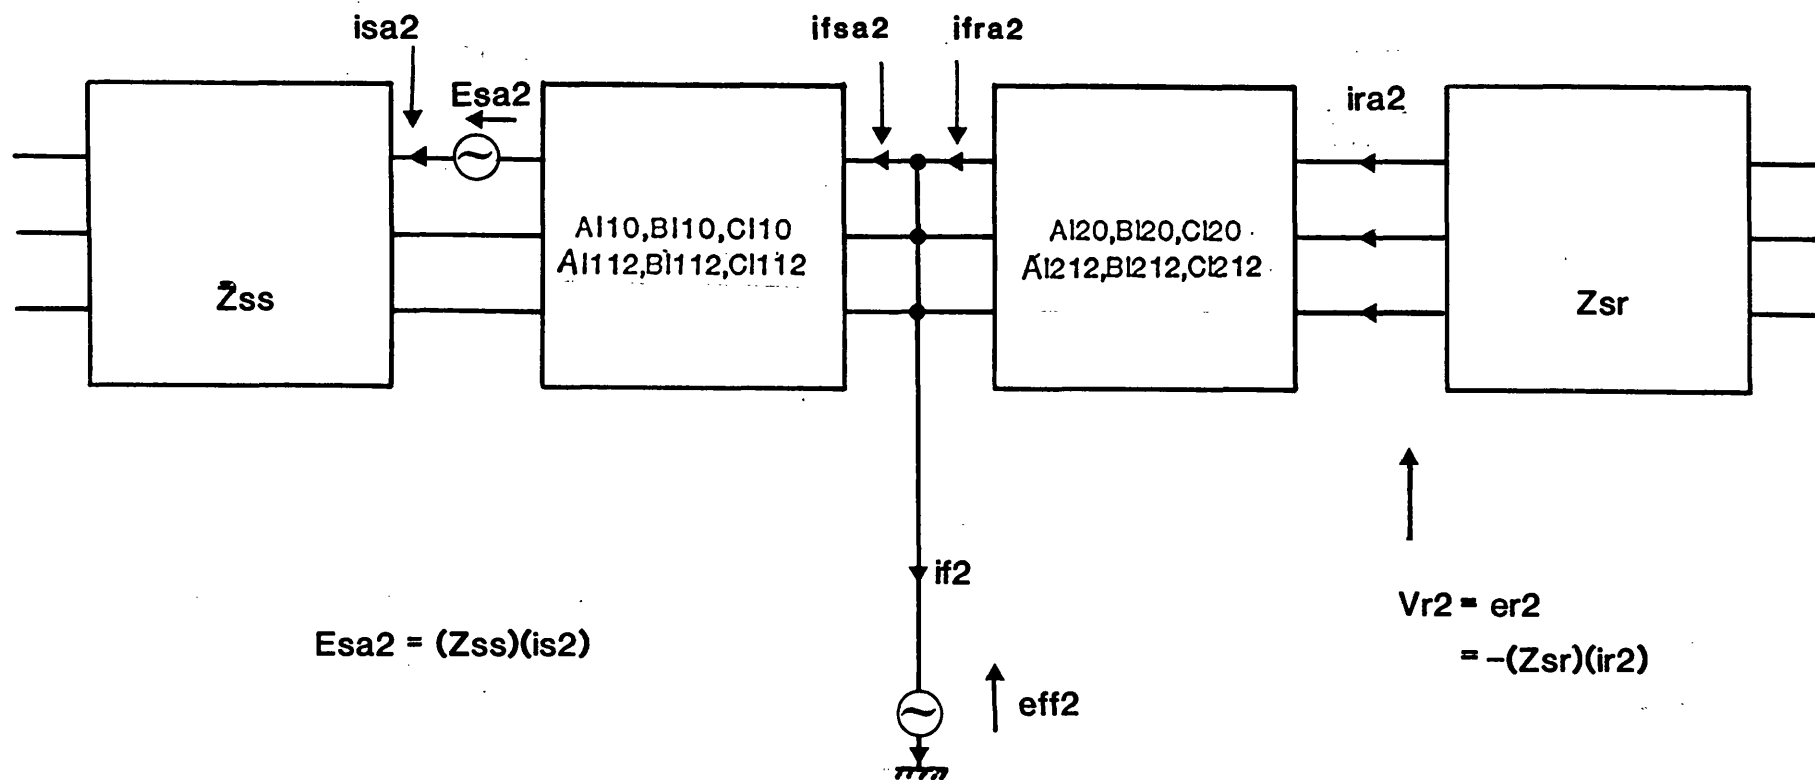 isa2
ifsa2
ifra2
Esa2
ira2
Al10,Bl10,Cl10
Al112,Bl112,Cl112
Al20,Bl20,Cl20
Al212,Bl212,Cl212
Zss
Zsr
if2
Esa2 = (Zss)(is2)
eff2
Vr2 = er2
= -(Zsr)(ir2)